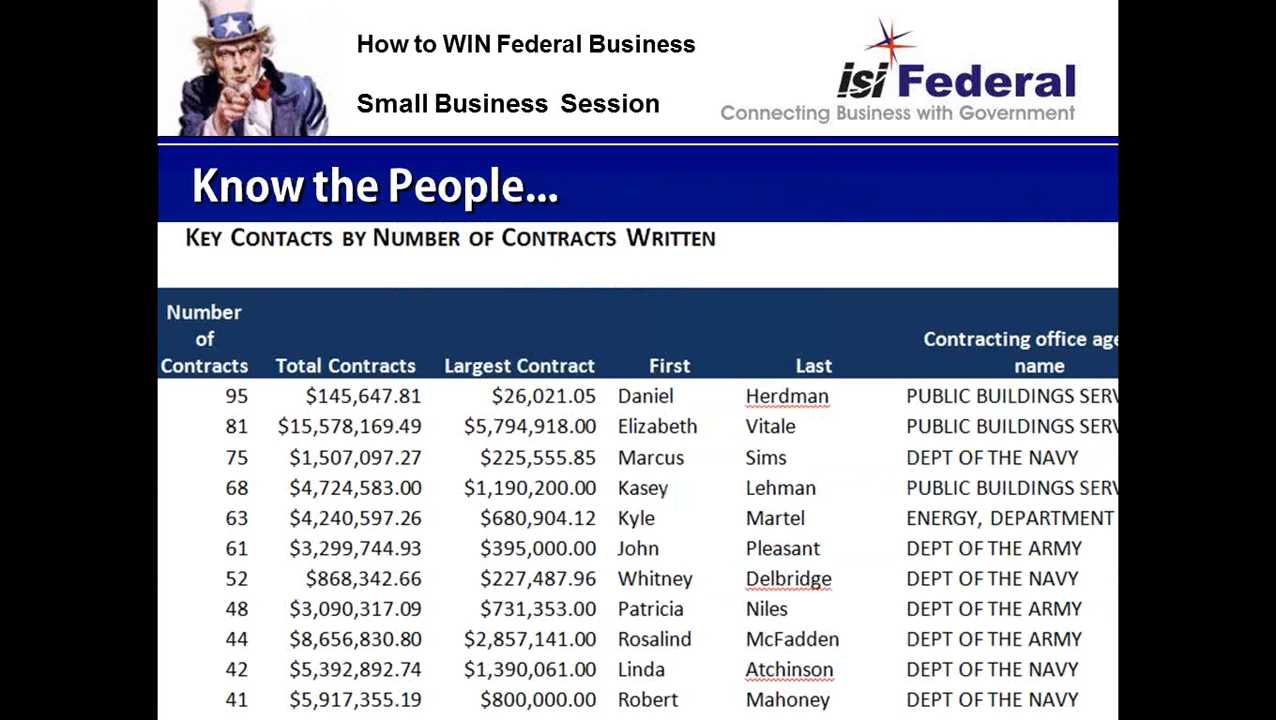 How to WIN Federal Business
Small Business Session
isi Federal
Connecting Business with Government
Know the People...
KEY CONTACTS BY NUMBER OF CONTRACTS WRITTEN
Number of Contracts Total Contracts Largest Contract First Last Contracting office age name
95 $145,647.81 $26,021.05 Daniel Herdman PUBLIC BUILDINGS SERV
81 $15,578,169.49 $5,794,918.00 Elizabeth Vitale PUBLIC BUILDINGS SERV
75 $1,507,097.27 $225,555.85 Marcus Sims DEPT OF THE NAVY
68 $4,724,583.00 $1,190,200.00 Kasey Lehman PUBLIC BUILDINGS SERV
63 $4,240,597.26 $680,904.12 Kyle Martel ENERGY, DEPARTMENT
61 $3,299,744.93 $395,000.00 John Pleasant DEPT OF THE ARMY
52 $868,342.66 $227,487.96 Whitney Delbridge DEPT OF THE NAVY
48 $3,090,317.09 $731,353.00 Patricia Niles DEPT OF THE ARMY
44 $8,656,830.80 $2,857,141.00 Rosalind McFadden DEPT OF THE ARMY
42 $5,392,892.74 $1,390,061.00 Linda Atchinson DEPT OF THE NAVY
41 $5,917,355.19 $800,000.00 Robert Mahoney DEPT OF THE NAVY